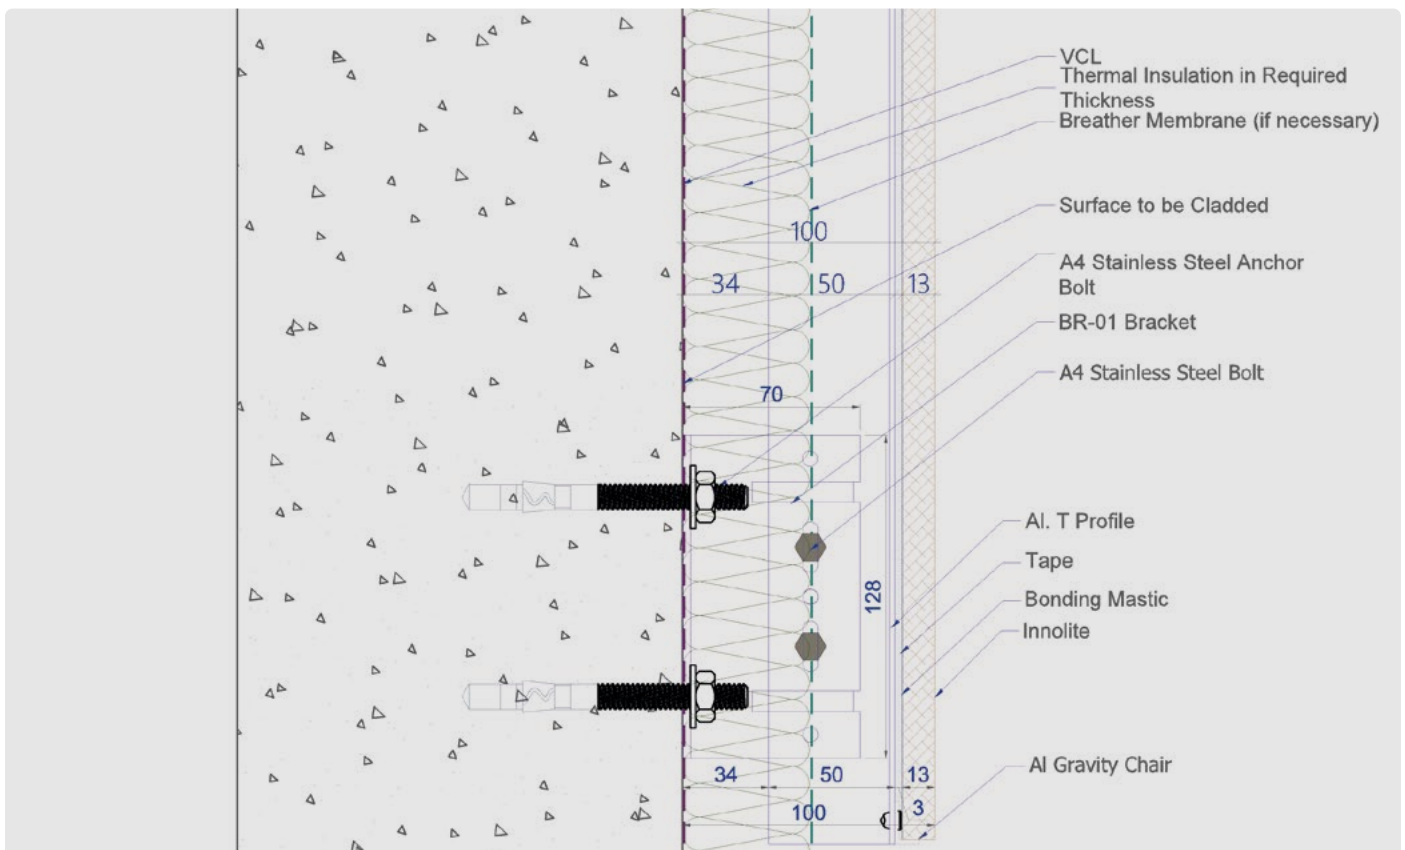 VCL
Thermal Insulation in Required
Thickness
Breather Membrane (if necessary)
Surface to be Cladded
100
A4 Stainless Steel Anchor
Bolt
34 50 13
BR-01 Bracket
A4 Stainless Steel Bolt
70
Al. T Profile
Tape
128
Bonding Mastic
Innolite
Al Gravity Chair
34 50 13
100 3